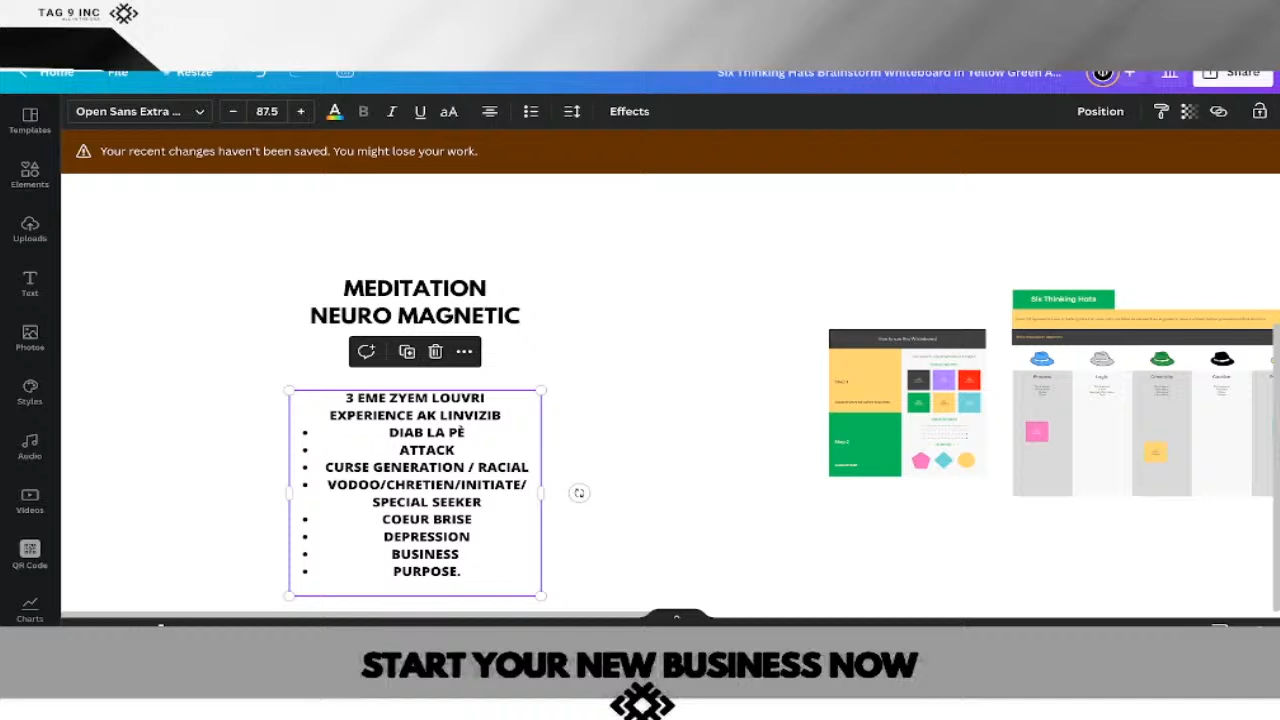 TAG 9 INC
Home File Resize Six Thinking Hats Brainstorm Whiteboard in Yellow Green A... Share
Open Sans Extra ... 87.5 B I U aA Effects Position
Templates
Your recent changes haven't been saved. You might lose your work.
Elements
Uploads
Text
Photos
Styles
Audio
Videos
QR Code
Charts
MEDITATION
NEURO MAGNETIC
3 EME ZYEM LOUVRI
EXPERIENCE AK LINVIZIB
• DIAB LA PÈ
• ATTACK
• CURSE GENERATION / RACIAL
• VODOO/CHRETIEN/INITIATE/
SPECIAL SEEKER
• COEUR BRISE
• DEPRESSION
• BUSINESS
• PURPOSE.
Six Thinking Hats
START YOUR NEW BUSINESS NOW